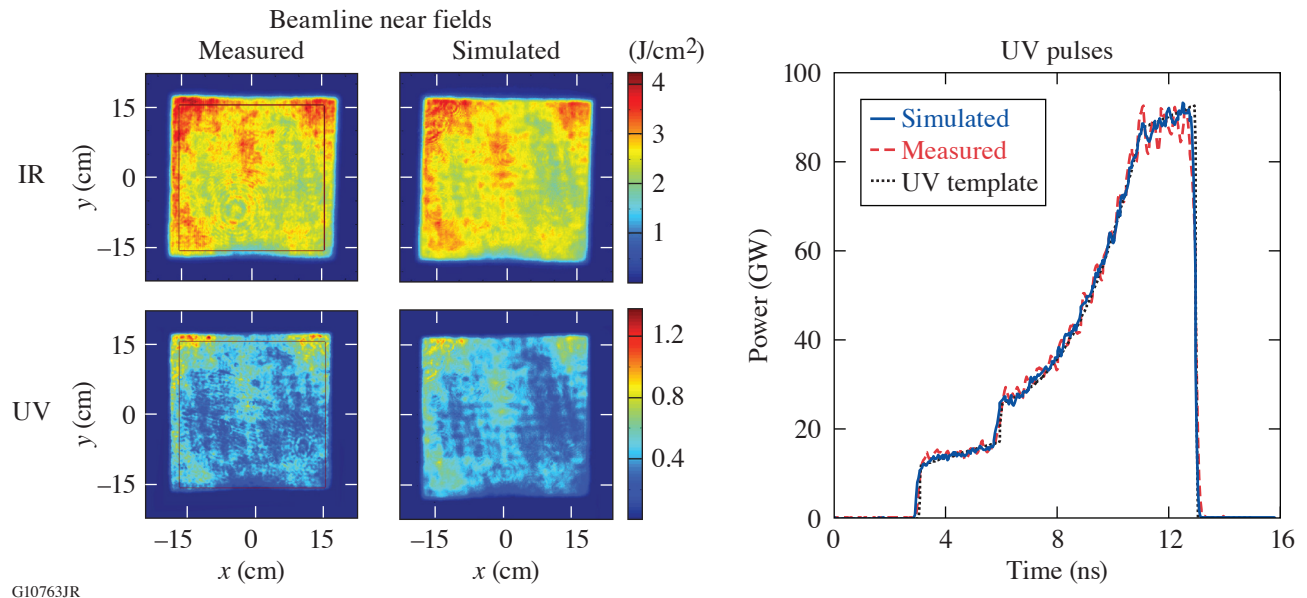 Beamline near fields
Measured
Simulated
(J/cm2)
IR
y (cm)
15
0
−15
4
3
2
1
UV
y (cm)
15
0
−15
−15 0 15
x (cm)
−15 0 15
x (cm)
1.2
0.8
0.4
UV pulses
Simulated
Measured
UV template
Power (GW)
100
80
60
40
20
0
0 4 8 12 16
Time (ns)
G10763JR